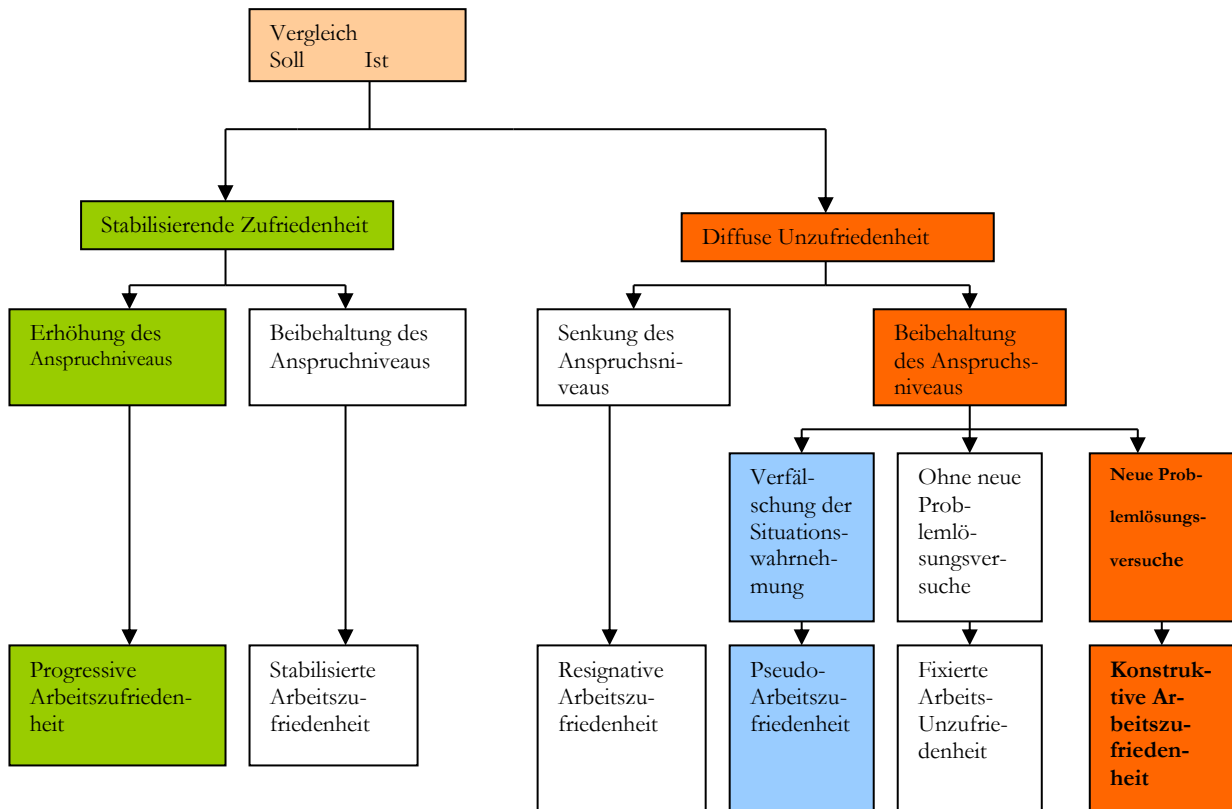 Vergleich
Soll Ist
Stabilisierende Zufriedenheit
Diffuse Unzufriedenheit
Erhöhung des
Anspruchniveaus
Beibehaltung des
Anspruchniveaus
Senkung des
Anspruchsni-
veaus
Beibehaltung
des Anspruchs-
niveaus
Verfäl-
schung der
Situations-
wahrneh-
mung
Ohne neue
Prob-
lemlö-
sungsver-
suche
Neue Prob-
lemlösungs-
versuche
Progressive
Arbeitszufrieden-
heit
Stabilisierte
Arbeitszu-
friedenheit
Resignative
Arbeitszu-
friedenheit
Pseudo-
Arbeitszu-
friedenheit
Fixierte
Arbeits-
Unzufrie-
denheit
Konstruk-
tive Ar-
beitszu-
frieden-
heit